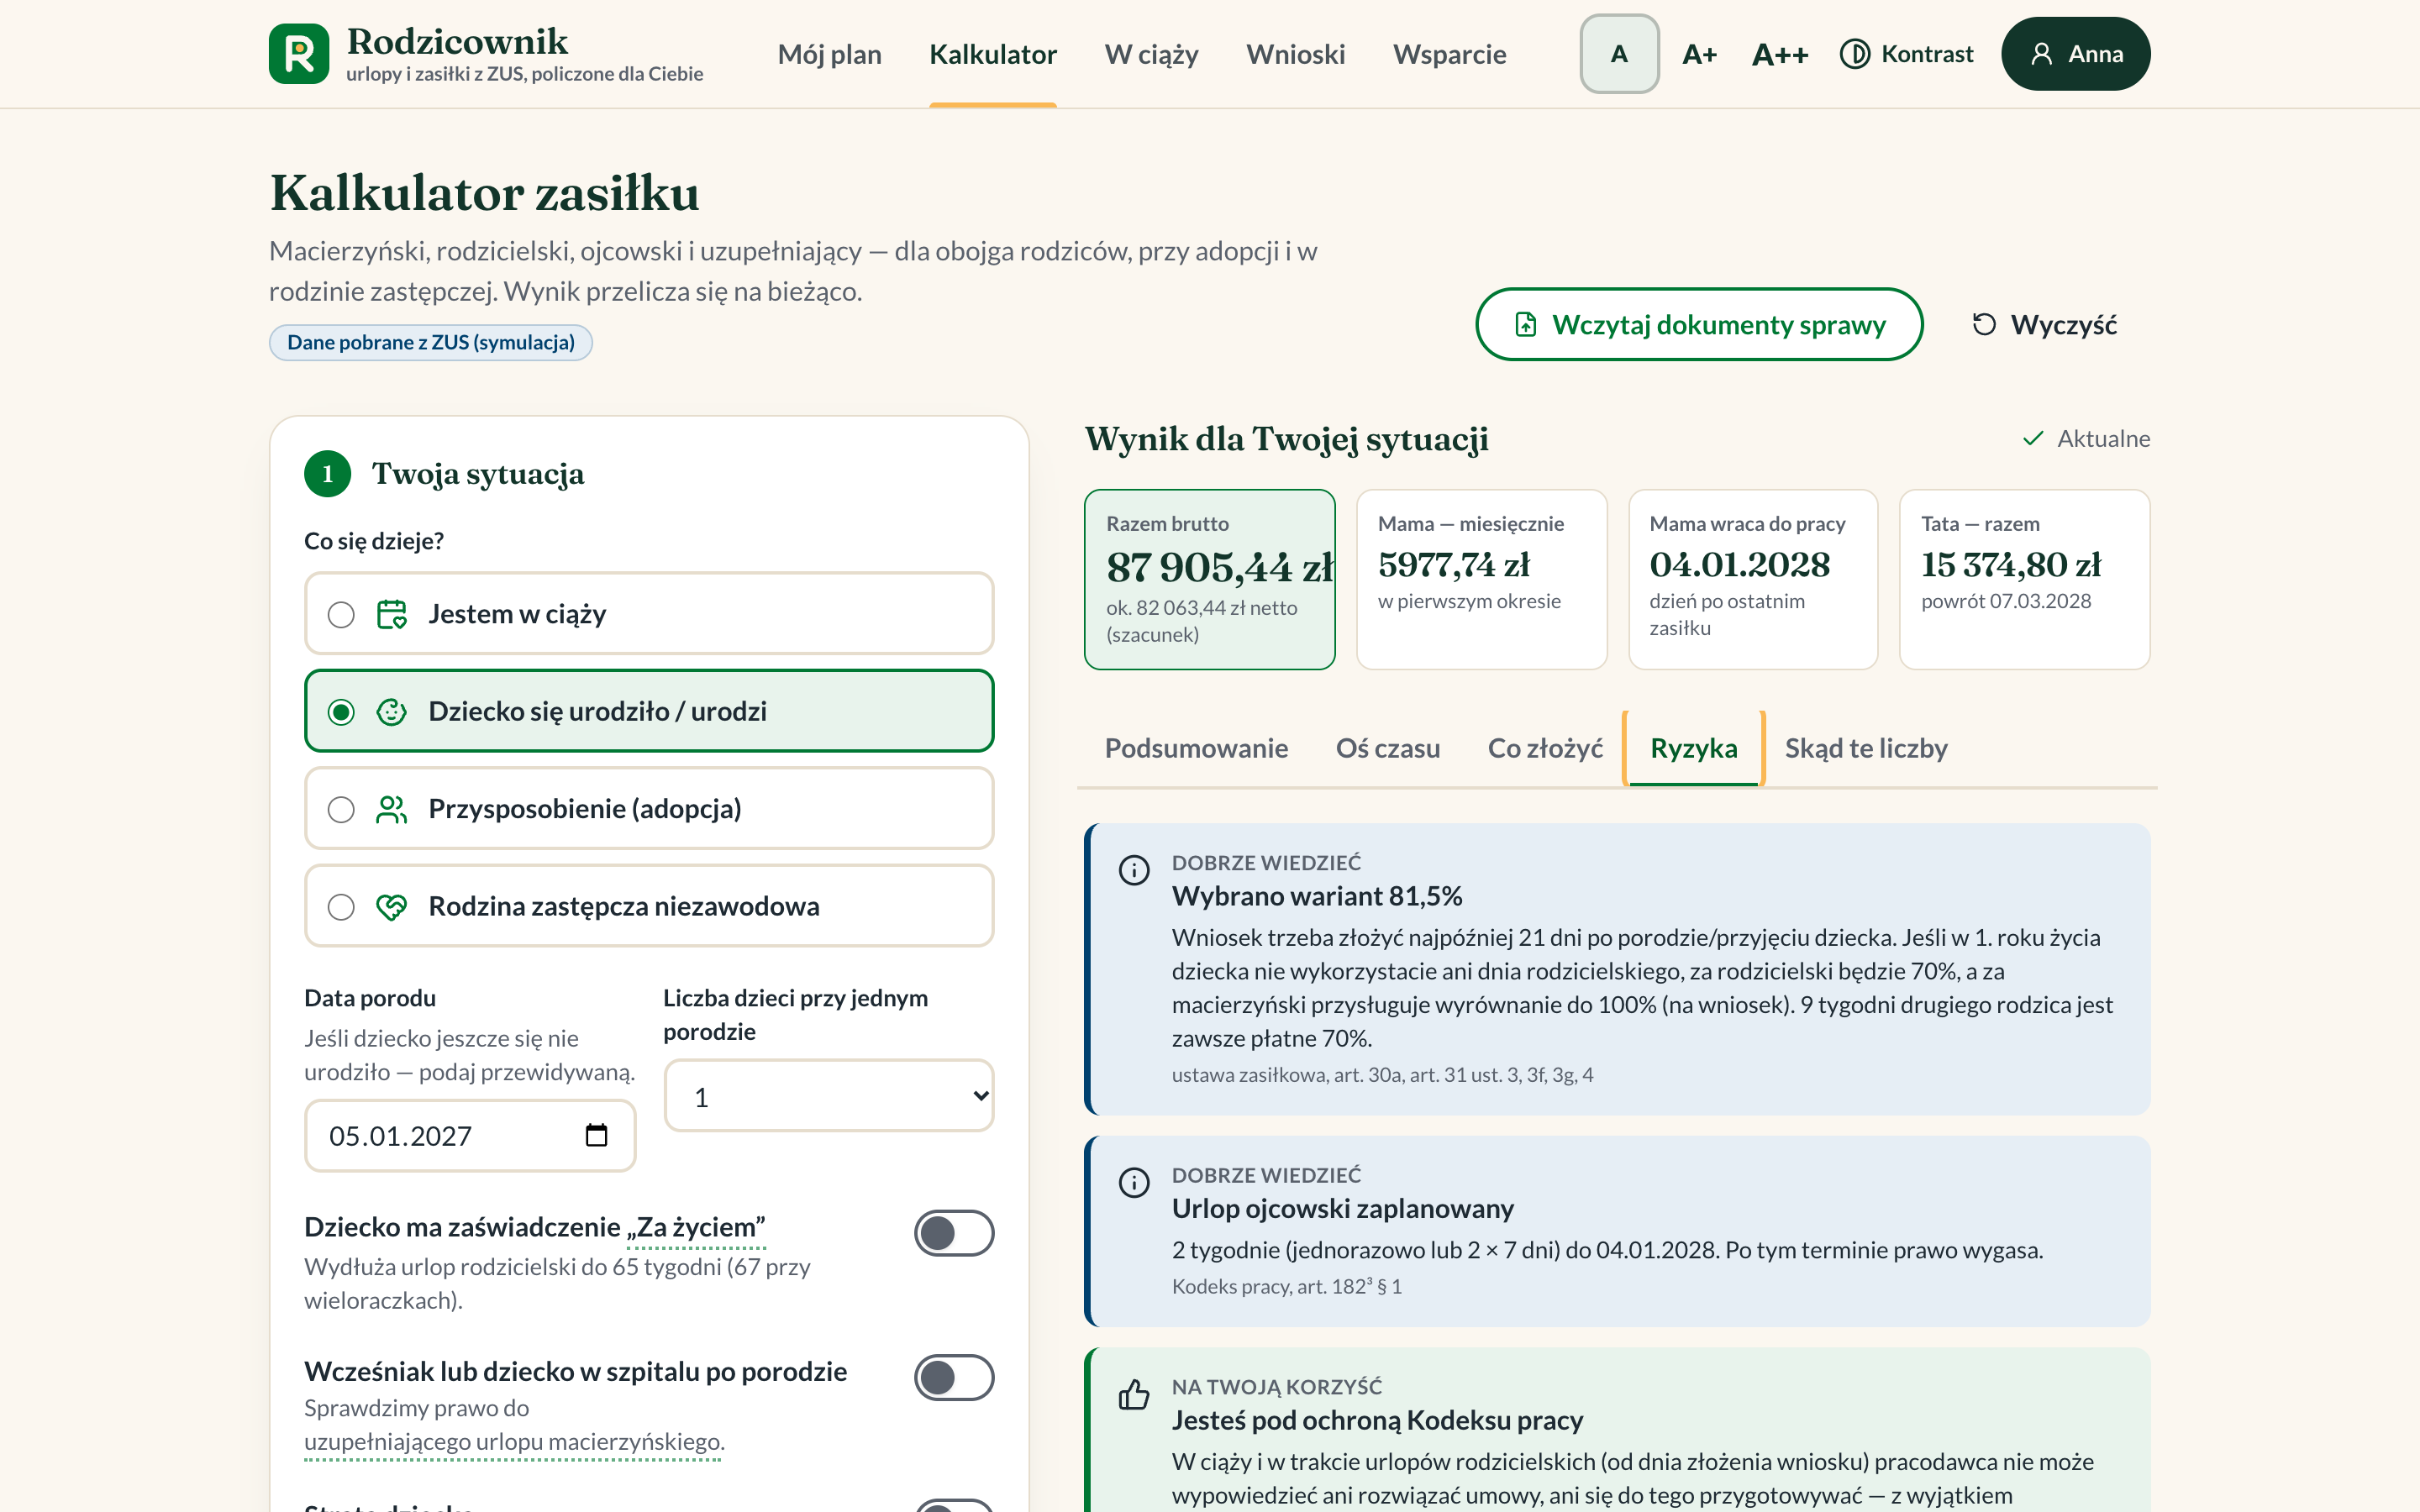 Rodzicownik
urlopy i zasiłki z ZUS, policzone dla Ciebie
Mój plan
Kalkulator
W ciąży
Wnioski
Wsparcie
A
A+
A++
Kontrast
Anna
Kalkulator zasiłku
Macierzyński, rodzicielski, ojcowski i uzupełniający — dla obojga rodziców, przy adopcji i w
rodzinie zastępczej. Wynik przelicza się na bieżąco.
Dane pobrane z ZUS (symulacja)
Wczytaj dokumenty sprawy
Wyczyść
1
Twoja sytuacja
Co się dzieje?
Jestem w ciąży
Dziecko się urodziło / urodzi
Przysposobienie (adopcja)
Rodzina zastępcza niezawodowa
Data porodu
Jeśli dziecko jeszcze się nie
urodziło — podaj przewidywaną.
05.01.2027
Liczba dzieci przy jednym
porodzie
1
Dziecko ma zaświadczenie „Za życiem”
Wydłuża urlop rodzicielski do 65 tygodni (67 przy
wieloraczkach).
Wcześniak lub dziecko w szpitalu po porodzie
Sprawdzimy prawo do
uzupełniającego urlopu macierzyńskiego.
Wynik dla Twojej sytuacji
Aktualne
Razem brutto
87 905,44 zł
ok. 82 063,44 zł netto
(szacunek)
Mama — miesięcznie
5977,74 zł
w pierwszym okresie
Mama wraca do pracy
04.01.2028
dzień po ostatnim
zasiłku
Tata — razem
15 374,80 zł
powrót 07.03.2028
Podsumowanie
Oś czasu
Co złożyć
Ryzyka
Skąd te liczby
DOBRZE WIEDZIEĆ
Wybrano wariant 81,5%
Wniosek trzeba złożyć najpóźniej 21 dni po porodzie/przyjęciu dziecka. Jeśli w 1. roku życia
dziecka nie wykorzystacie ani dnia rodzicielskiego, za rodzicielski będzie 70%, a za
macierzyński przysługuje wyrównanie do 100% (na wniosek). 9 tygodni drugiego rodzica jest
zawsze płatne 70%.
ustawa zasiłkowa, art. 30a, art. 31 ust. 3, 3f, 3g, 4
DOBRZE WIEDZIEĆ
Urlop ojcowski zaplanowany
2 tygodnie (jednorazowo lub 2 × 7 dni) do 04.01.2028. Po tym terminie prawo wygasa.
Kodeks pracy, art. 182³ § 1
NA TWOJĄ KORZYŚĆ
Jesteś pod ochroną Kodeksu pracy
W ciąży i w trakcie urlopów rodzicielskich (od dnia złożenia wniosku) pracodawca nie może
wypowiedzieć ani rozwiązać umowy, ani się do tego przygotowywać — z wyjątkiem